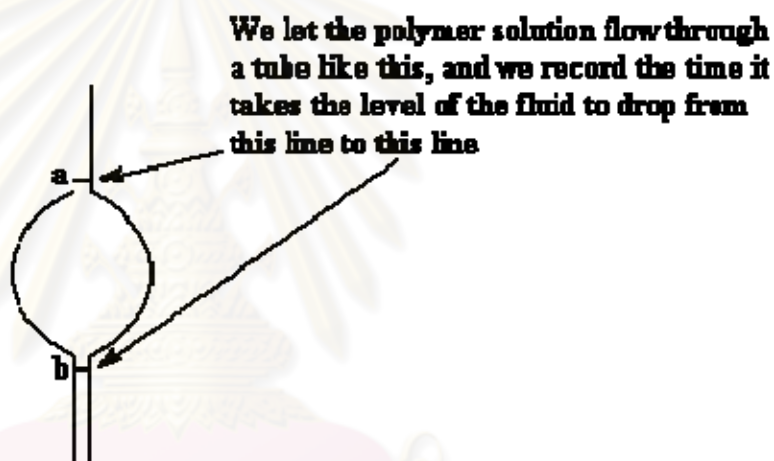 We let the polymer solution flow through
a tube like this, and we record the time it
takes the level of the fluid to drop from
this line to this line
a
b